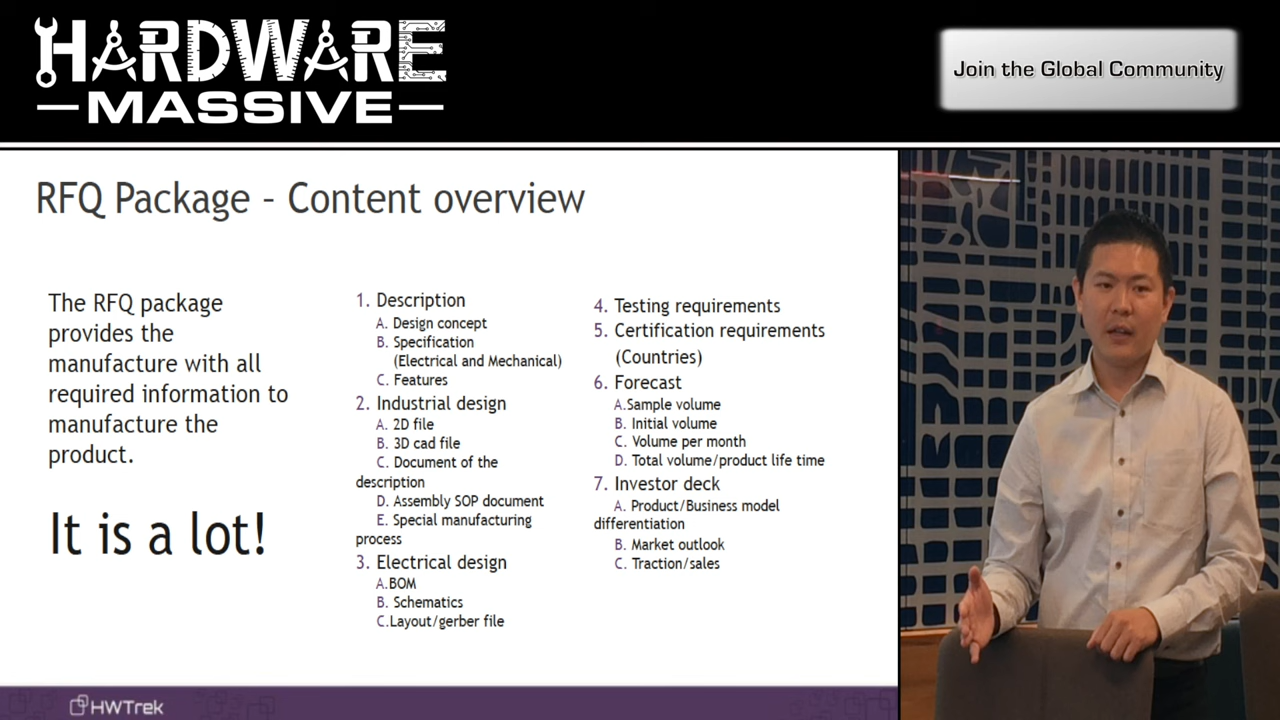 HARDWARE
MASSIVE
Join the Global Community
RFQ Package - Content overview
The RFQ package
provides the
manufacture with all
required information to
manufacture the
product.
It is a lot!
1. Description
A. Design concept
B. Specification
(Electrical and Mechanical)
C. Features
2. Industrial design
A. 2D file
B. 3D cad file
C. Document of the
description
D. Assembly SOP document
E. Special manufacturing
process
3. Electrical design
A.BOM
B. Schematics
C.Layout/gerber file
4. Testing requirements
5. Certification requirements
(Countries)
6. Forecast
A.Sample volume
B. Initial volume
C. Volume per month
D. Total volume/product life time
7. Investor deck
A. Product/Business model
differentiation
B. Market outlook
C. Traction/sales
HWTrek